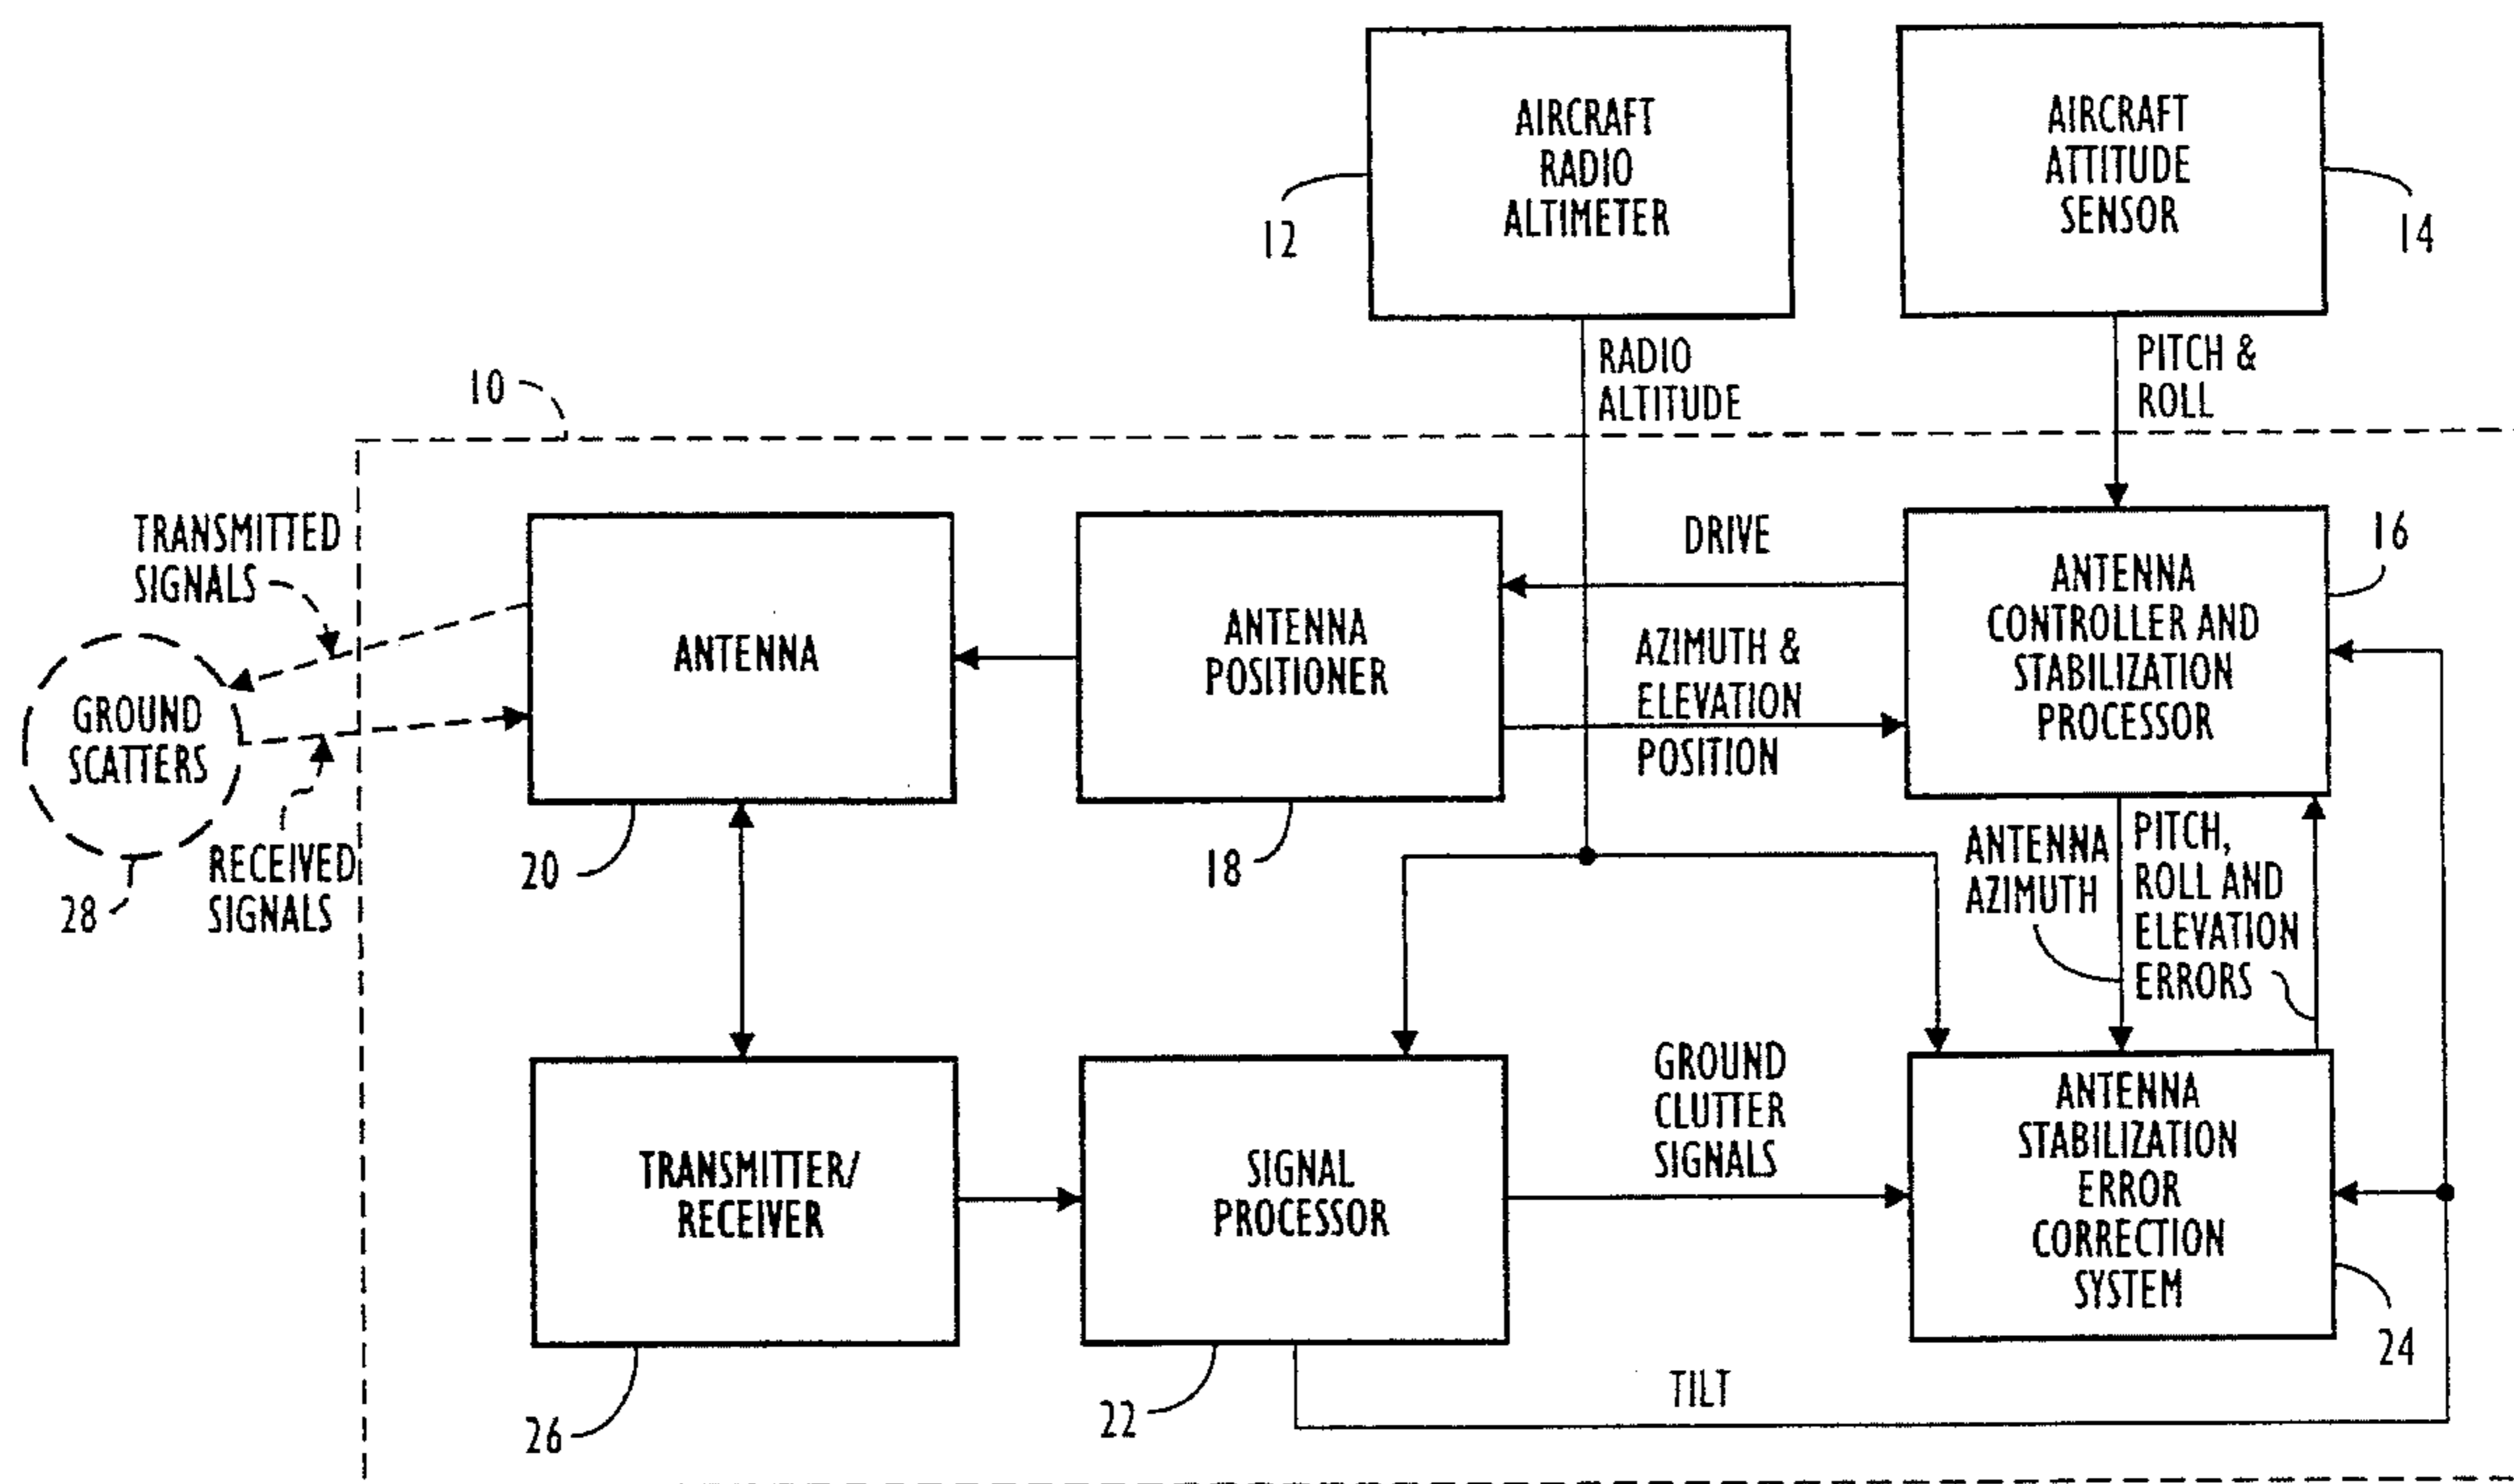 AIRCRAFT
RADIO
ALTIMETER
12
AIRCRAFT
ATTITUDE
SENSOR
14
RADIO
ALTITUDE
PITCH &
ROLL
10
TRANSMITTED
SIGNALS
GROUND
SCATTERS
28
RECEIVED
SIGNALS
ANTENNA
20
ANTENNA
POSITIONER
18
DRIVE
AZIMUTH &
ELEVATION
POSITION
ANTENNA
CONTROLLER AND
STABILIZATION
PROCESSOR
16
ANTENNA
AZIMUTH
PITCH,
ROLL AND
ELEVATION
ERRORS
TRANSMITTER/
RECEIVER
26
SIGNAL
PROCESSOR
22
GROUND
CLUTTER
SIGNALS
ANTENNA
STABILIZATION
ERROR
CORRECTION
SYSTEM
24
TILT